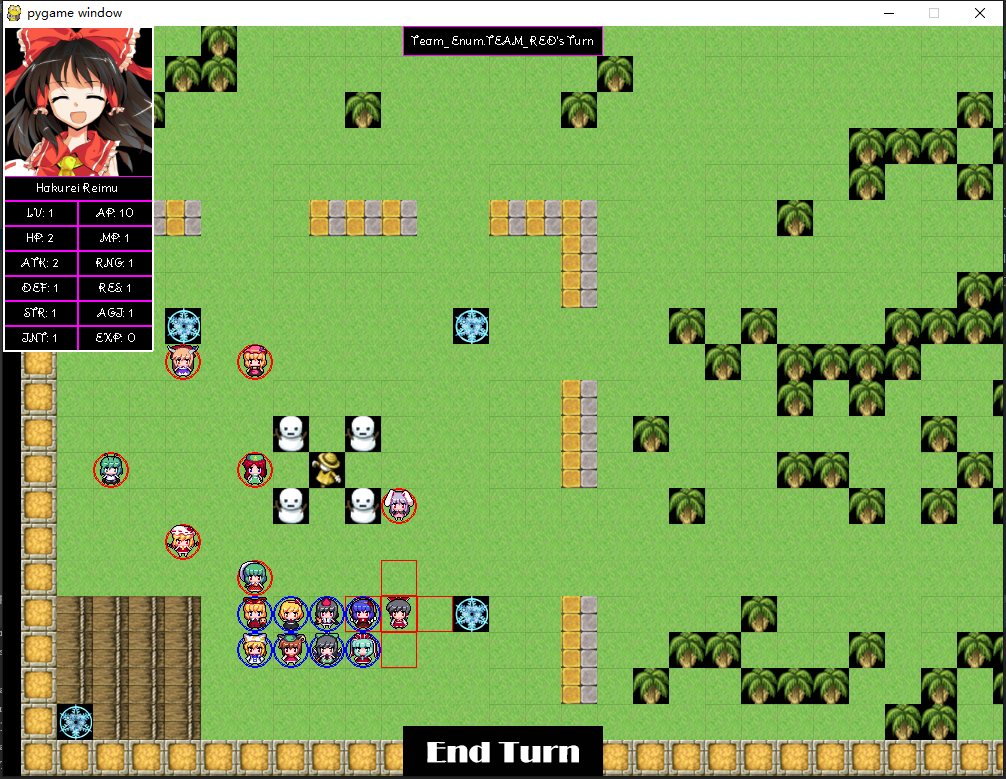 pygame window
Team_Enum.TEAM_RED's Turn
Hakurei Reimu
LV: 1
AP: 10
HP: 2
MP: 1
ATK: 2
RNG: 1
DEF: 1
RES: 1
STR: 1
AGI: 1
INT: 1
EXP: 0
End Turn